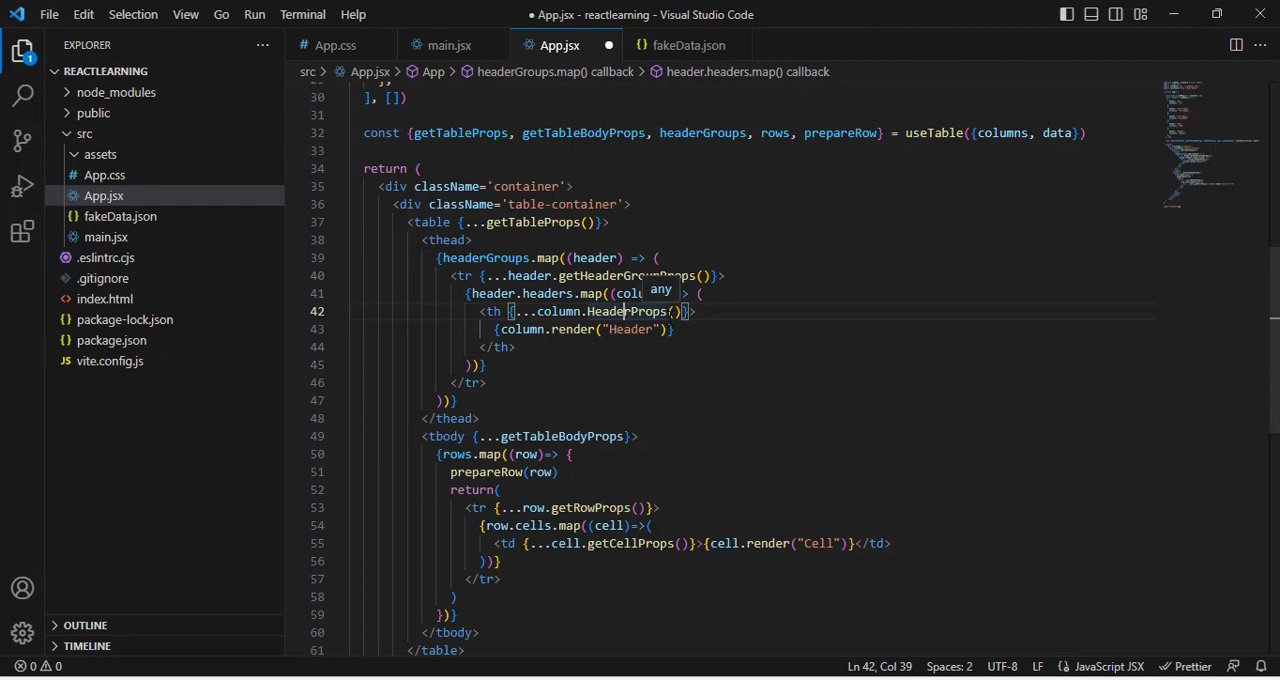 File Edit Selection View Go Run Terminal Help
● App.jsx - reactlearning - Visual Studio Code
EXPLORER
# App.css
main.jsx
App.jsx ●
{} fakeData.json
1
REACTLEARNING
node_modules
public
src
assets
# App.css
App.jsx
{} fakeData.json
main.jsx
.eslintrc.cjs
.gitignore
<> index.html
{} package-lock.json
{} package.json
JS vite.config.js
OUTLINE
TIMELINE
src > App.jsx > App > headerGroups.map() callback > header.headers.map() callback
30 ], [])
31
32 const {getTableProps, getTableBodyProps, headerGroups, rows, prepareRow} = useTable({columns, data})
33
34 return (
35 <div className='container'>
36 <div className='table-container'>
37 <table {...getTableProps()}>
38 <thead>
39 {headerGroups.map((header) => (
40 <tr {...header.getHeaderGroupProps()}>
any
41 {header.headers.map((colu > (
42 <th {...column.HeaderProps()}>
43 {column.render("Header")}
44 </th>
45 ))}
46 </tr>
47 ))}
48 </thead>
49 <tbody {...getTableBodyProps}>
50 {rows.map((row)=> {
51 prepareRow(row)
52 return(
53 <tr {...row.getRowProps()}>
54 {row.cells.map((cell)=>(
55 <td {...cell.getCellProps()}>{cell.render("Cell")}</td>
56 ))}
57 </tr>
58 )
59 })}
60 </tbody>
61 </table>
0 0
Ln 42, Col 39 Spaces: 2 UTF-8 LF {} JavaScript JSX Prettier